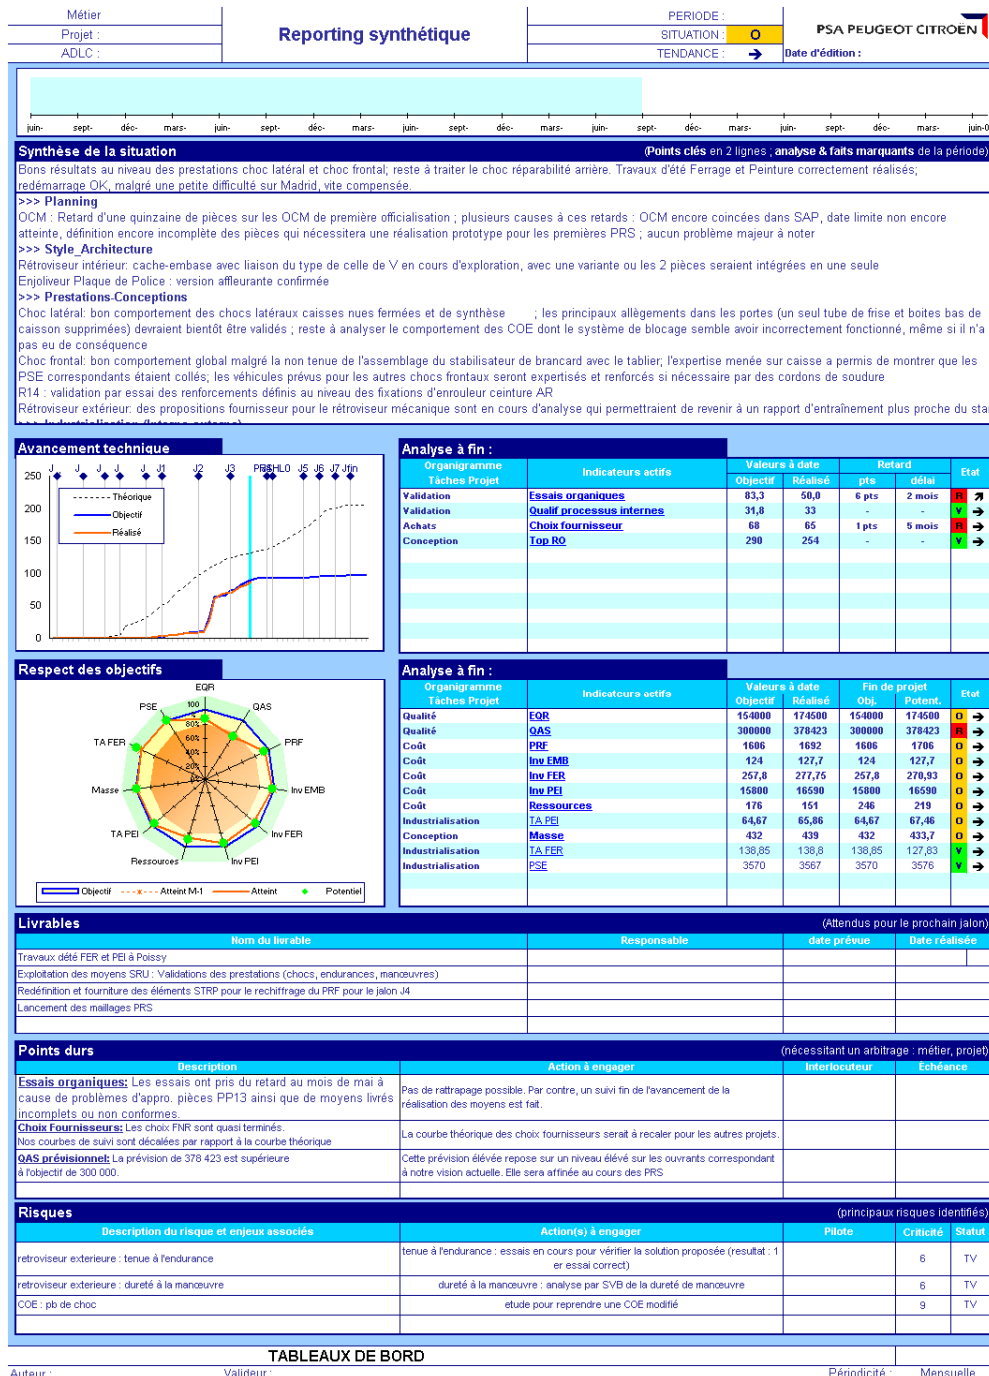 Métier
Projet :
ADLC :
Reporting synthétique
PERIODE :
SITUATION : O
TENDANCE : ➔
PSA PEUGEOT CITROËN
Date d'édition :
juin- sept- déc- mars- juin- sept- déc- mars- juin- sept- déc- mars- juin- sept- déc- mars- juin- sept- déc- mars- juin-0
Synthèse de la situation (Points clés en 2 lignes ; analyse & faits marquants de la période)
Bons résultats au niveau des prestations choc latéral et choc frontal; reste à traiter le choc réparabilité arrière. Travaux d'été Ferrage et Peinture correctement réalisés;
redémarrage OK, malgré une petite difficulté sur Madrid, vite compensée.
>>> Planning
OCM : Retard d'une quinzaine de pièces sur les OCM de première officialisation ; plusieurs causes à ces retards : OCM encore coincées dans SAP, date limite non encore
atteinte, définition encore incomplète des pièces qui nécessitera une réalisation prototype pour les premières PRS ; aucun problème majeur à noter
>>> Style_Architecture
Rétroviseur intérieur: cache-embase avec liaison du type de celle de V en cours d'exploration, avec une variante ou les 2 pièces seraient intégrées en une seule
Enjoliveur Plaque de Police : version affleurante confirmée
>>> Prestations-Conceptions
Choc latéral: bon comportement des chocs latéraux caisses nues fermées et de synthèse ; les principaux allègements dans les portes (un seul tube de frise et boites bas de
caisson supprimées) devraient bientôt être validés ; reste à analyser le comportement des COE dont le système de blocage semble avoir incorrectement fonctionné, même si il n'a
pas eu de conséquence
Choc frontal: bon comportement global malgré la non tenue de l'assemblage du stabilisateur de brancard avec le tablier; l'expertise menée sur caisse a permis de montrer que les
PSE correspondants étaient collés; les véhicules prévus pour les autres chocs frontaux seront expertisés et renforcés si nécessaire par des cordons de soudure
R14 : validation par essai des renforcements définis au niveau des fixations d'enrouleur ceinture AR
Rétroviseur extérieur: des propositions fournisseur pour le rétroviseur mécanique sont en cours d'analyse qui permettraient de revenir à un rapport d'entraînement plus proche du sta
Avancement technique
J J J J J1 J2 J3 J5 J6 J7 Jfin
250
200
150
100
50
0
Théorique
Objectif
Réalisé
Analyse à fin :
Organigramme Tâches Projet Indicateurs actifs Valeurs à date Retard Etat
Objectif Réalisé pts délai
Validation Essais organiques 83,3 50,0 6 pts 2 mois R ➔
Validation Qualif processus internes 31,8 33 - - V ➔
Achats Choix fournisseur 68 65 1 pts 5 mois R ➔
Conception Top RO 290 254 - - V ➔
Respect des objectifs
EQR
QAS
PRF
Inv EMB
Inv FER
Inv PEI
Ressources
TA PEI
Masse
TA FER
PSE
100
80%
60%
40%
20%
0%
Objectif Atteint M-1 Atteint Potentiel
Analyse à fin :
Organigramme Tâches Projet Indicateurs actifs Valeurs à date Fin de projet Etat
Objectif Réalisé Obj. Potent.
Qualité EQR 154000 174500 154000 174500 O ➔
Qualité QAS 300000 378423 300000 378423 R ➔
Coût PRF 1606 1692 1606 1706 O ➔
Coût Inv EMB 124 127,7 124 127,7 O ➔
Coût Inv FER 257,8 277,75 257,8 270,93 O ➔
Coût Inv PEI 15800 16590 15800 16590 O ➔
Coût Ressources 176 151 246 219 O ➔
Industrialisation TA PEI 64,67 65,86 64,67 67,46 O ➔
Conception Masse 432 439 432 433,7 O ➔
Industrialisation TA FER 138,85 138,8 138,85 127,83 V ➔
Industrialisation PSE 3570 3567 3570 3576 V ➔
Livrables (Attendus pour le prochain jalon)
Nom du livrable Responsable date prévue Date réalisée
Travaux dété FER et PEI à Poissy
Exploitation des moyens SRU : Validations des prestations (chocs, endurances, manœuvres)
Redéfinition et fourniture des éléments STRP pour le rechiffrage du PRF pour le jalon J4
Lancement des maillages PRS
Points durs (nécessitant un arbitrage : métier, projet)
Description Action à engager Interlocuteur Échéance
Essais organiques: Les essais ont pris du retard au mois de mai à
cause de problèmes d'appro. pièces PP13 ainsi que de moyens livrés
incomplets ou non conformes.
Pas de rattrapage possible. Par contre, un suivi fin de l'avancement de la
réalisation des moyens est fait.
Choix Fournisseurs: Les choix FNR sont quasi terminés.
Nos courbes de suivi sont décalées par rapport à la courbe théorique
La courbe théorique des choix fournisseurs serait à recaler pour les autres projets.
QAS prévisionnel: La prévision de 378 423 est supérieure
à l'objectif de 300 000.
Cette prévision élévée repose sur un niveau élévé sur les ouvrants correspondant
à notre vision actuelle. Elle sera affinée au cours des PRS
Risques (principaux risques identifiés)
Description du risque et enjeux associés Action(s) à engager Pilote Criticité Statut
retroviseur exterieure : tenue à l'endurance
tenue à l'endurance : essais en cours pour vérifier la solution proposée (resultat : 1
er essai correct)
6 TV
retroviseur exterieure : dureté à la manœuvre dureté à la manœuvre : analyse par SVB de la dureté de manœuvre 6 TV
COE : pb de choc etude pour reprendre une COE modifié 9 TV
TABLEAUX DE BORD
Auteur : Valideur : Périodicité : Mensuelle